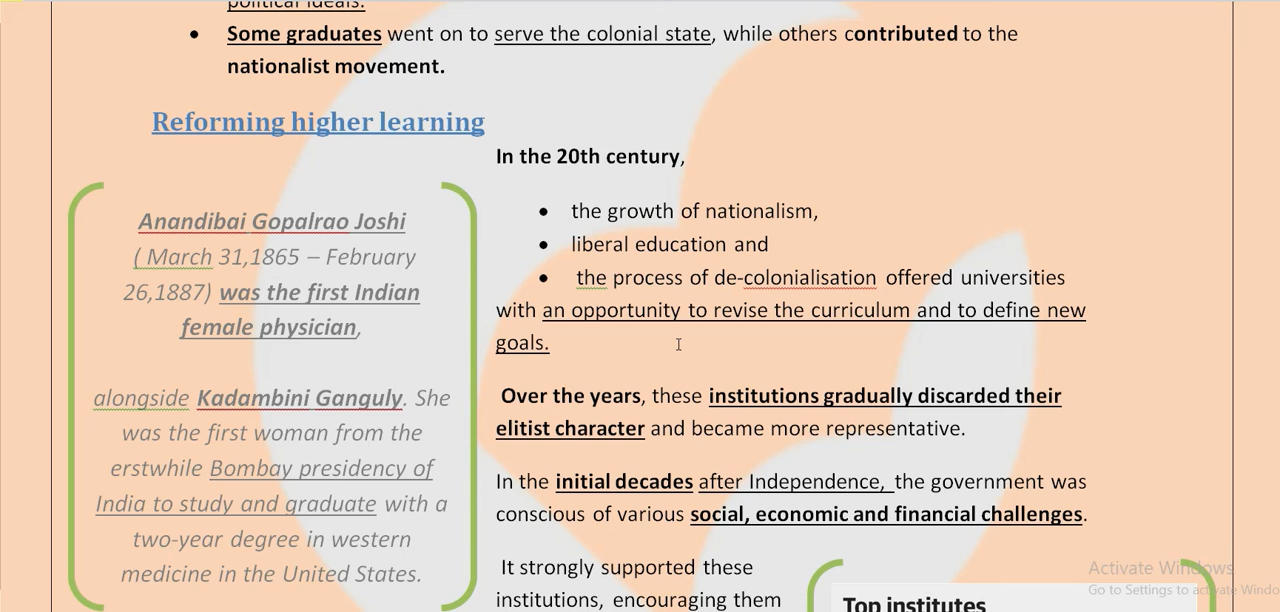 political ideals.
• Some graduates went on to serve the colonial state, while others contributed to the
nationalist movement.
Reforming higher learning
Anandibai Gopalrao Joshi
( March 31,1865 – February
26,1887) was the first Indian
female physician,
alongside Kadambini Ganguly. She
was the first woman from the
erstwhile Bombay presidency of
India to study and graduate with a
two-year degree in western
medicine in the United States.
In the 20th century,
• the growth of nationalism,
• liberal education and
• the process of de-colonialisation offered universities
with an opportunity to revise the curriculum and to define new
goals.
Over the years, these institutions gradually discarded their
elitist character and became more representative.
In the initial decades after Independence, the government was
conscious of various social, economic and financial challenges.
It strongly supported these
institutions, encouraging them
Top institutes
Activate Windows
Go to Settings to activate Windo